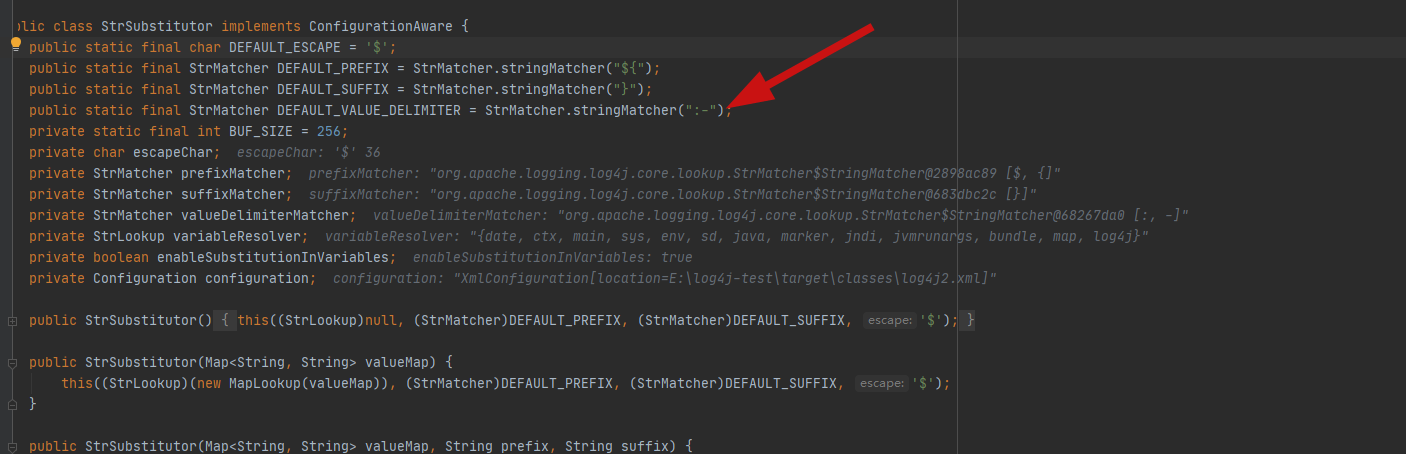 lic class StrSubstitutor implements ConfigurationAware {
public static final char DEFAULT_ESCAPE = '$';
public static final StrMatcher DEFAULT_PREFIX = StrMatcher.stringMatcher("${");
public static final StrMatcher DEFAULT_SUFFIX = StrMatcher.stringMatcher("}");
public static final StrMatcher DEFAULT_VALUE_DELIMITER = StrMatcher.stringMatcher(":-");
private static final int BUF_SIZE = 256;
private char escapeChar; escapeChar: '$' 36
private StrMatcher prefixMatcher; prefixMatcher: "org.apache.logging.log4j.core.lookup.StrMatcher$StringMatcher@2898ac89 [$, {]"
private StrMatcher suffixMatcher; suffixMatcher: "org.apache.logging.log4j.core.lookup.StrMatcher$StringMatcher@683dbc2c [}]"
private StrMatcher valueDelimiterMatcher; valueDelimiterMatcher: "org.apache.logging.log4j.core.lookup.StrMatcher$StringMatcher@68267da0 [:, -]"
private StrLookup variableResolver; variableResolver: "{date, ctx, main, sys, env, sd, java, marker, jndi, jvmrunargs, bundle, map, log4j}"
private boolean enableSubstitutionInVariables; enableSubstitutionInVariables: true
private Configuration configuration; configuration: "XmlConfiguration[location=E:\log4j-test\target\classes\log4j2.xml]"
public StrSubstitutor() { this((StrLookup)null, (StrMatcher)DEFAULT_PREFIX, (StrMatcher)DEFAULT_SUFFIX, escape: '$'); }
public StrSubstitutor(Map<String, String> valueMap) {
this((StrLookup)(new MapLookup(valueMap)), (StrMatcher)DEFAULT_PREFIX, (StrMatcher)DEFAULT_SUFFIX, escape: '$');
}
public StrSubstitutor(Map<String, String> valueMap, String prefix, String suffix) {